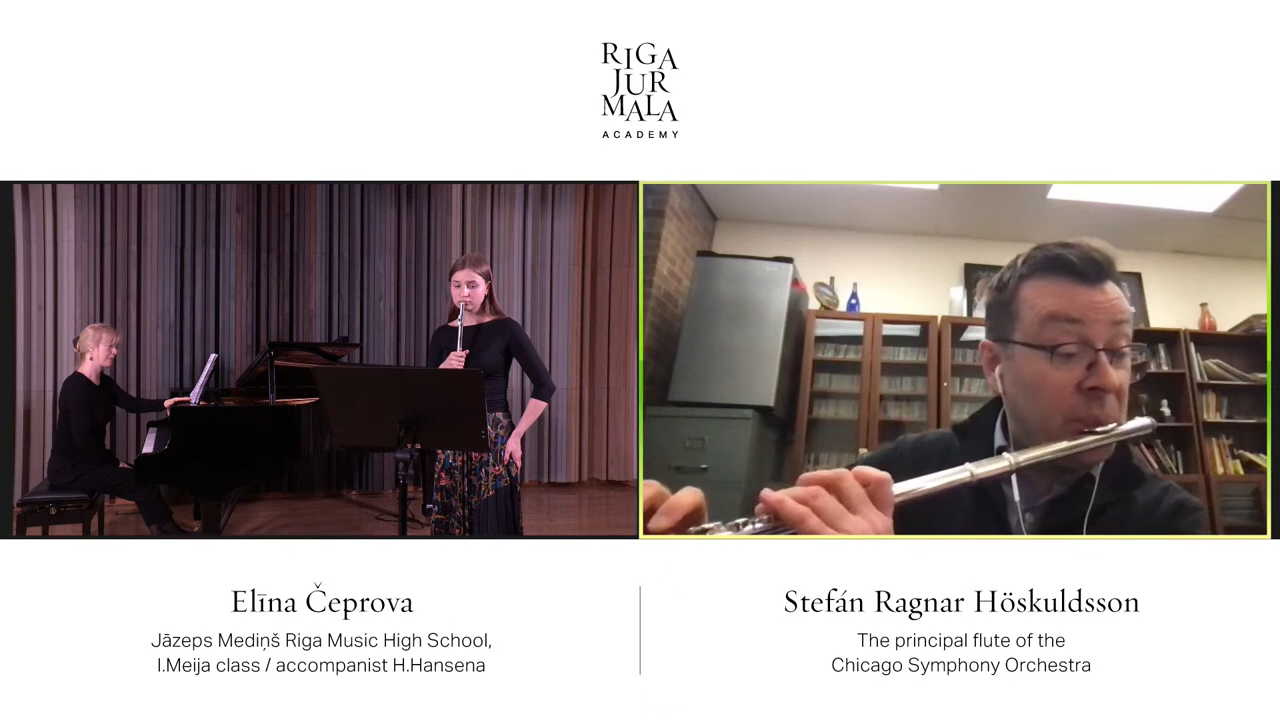 RIGA
JUR
MALA
ACADEMY
Elīna Čeprova
Jāzeps Mediņš Riga Music High School,
I.Meija class / accompanist H.Hansena
Stefán Ragnar Höskuldsson
The principal flute of the
Chicago Symphony Orchestra